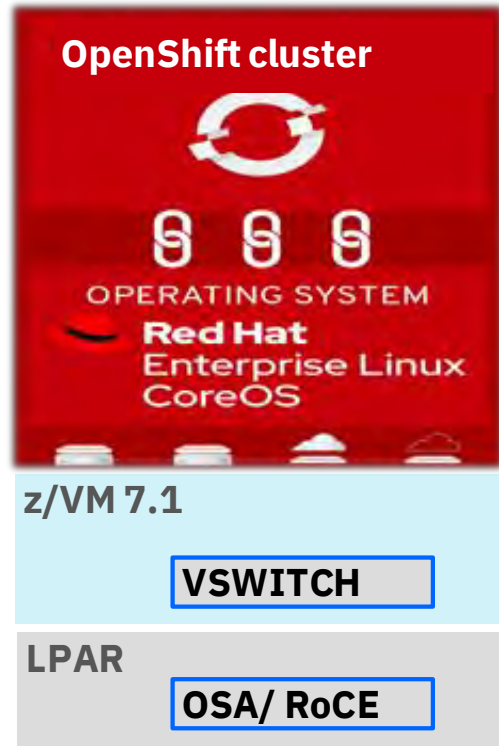 OpenShift cluster
OPERATING SYSTEM
Red Hat
Enterprise Linux
CoreOS
z/VM 7.1
VSWITCH
LPAR
OSA/ RoCE